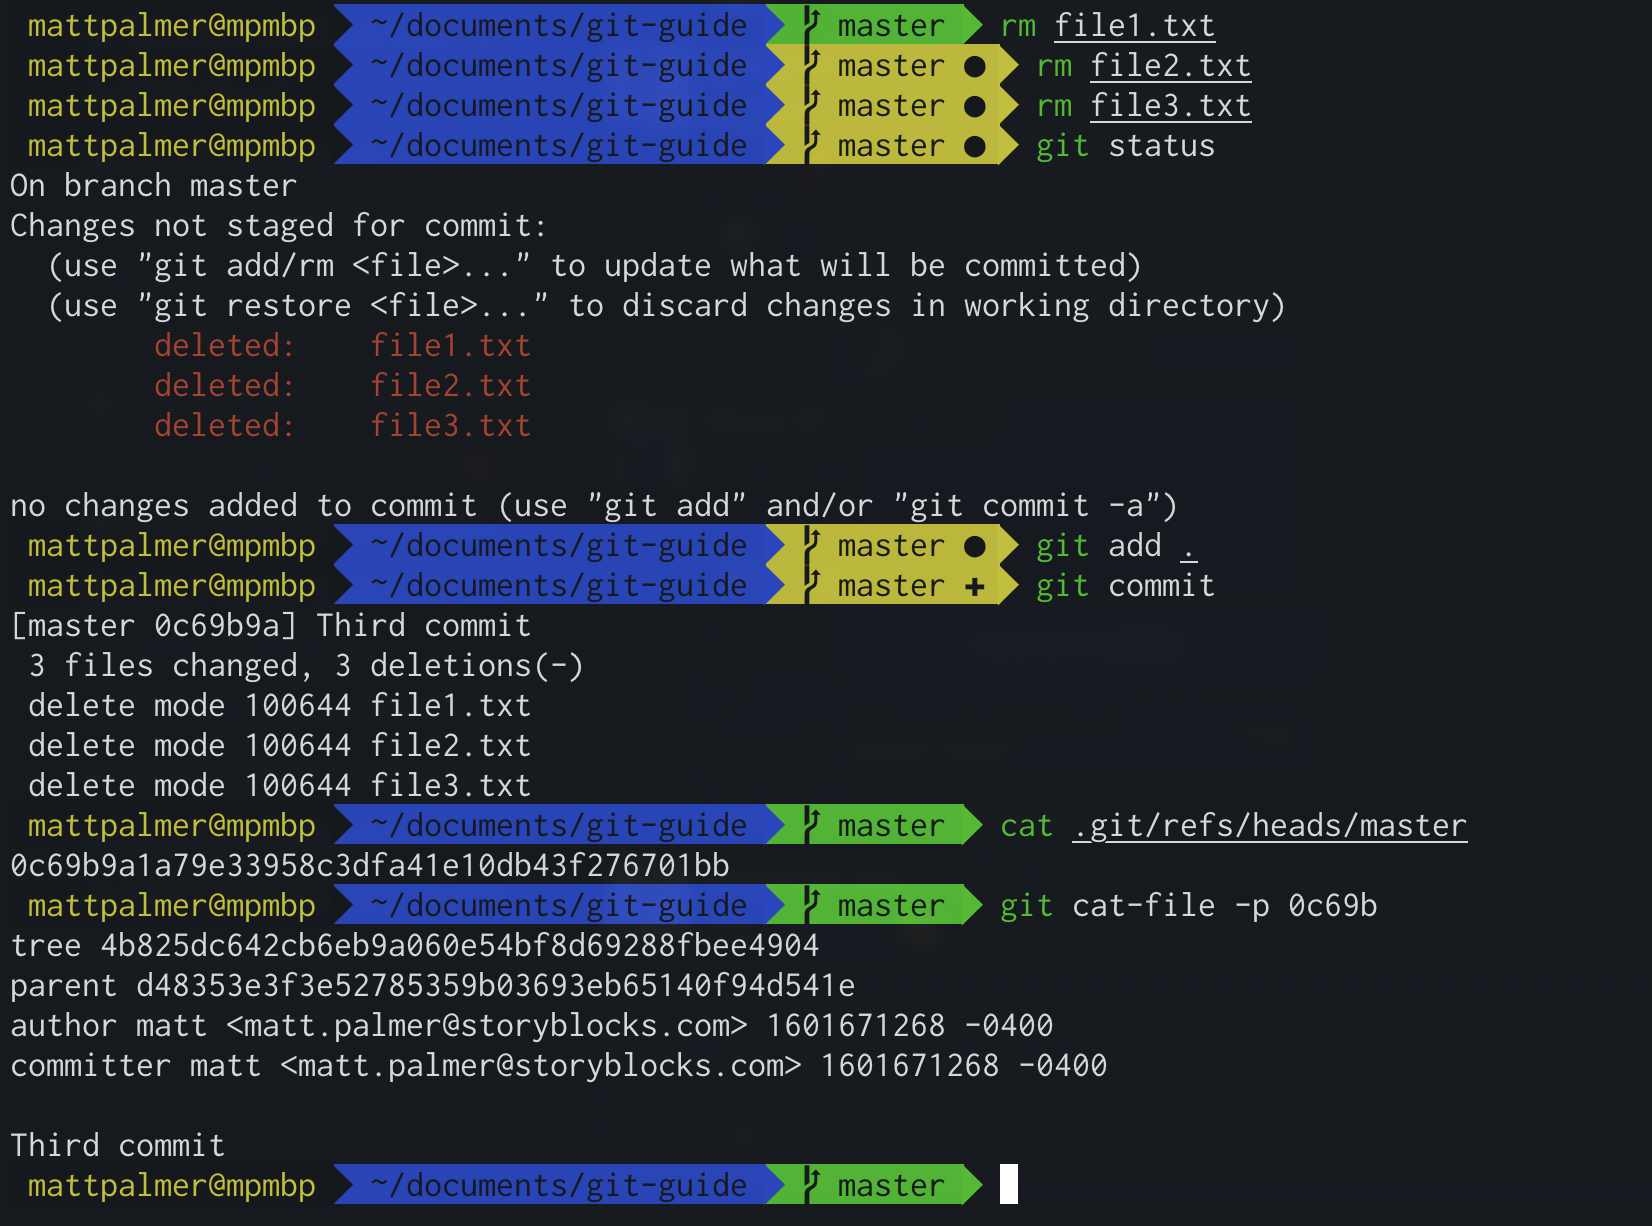 mattpalmer@mpmbp ~/documents/git-guide master rm file1.txt
mattpalmer@mpmbp ~/documents/git-guide master ● rm file2.txt
mattpalmer@mpmbp ~/documents/git-guide master ● rm file3.txt
mattpalmer@mpmbp ~/documents/git-guide master ● git status
On branch master
Changes not staged for commit:
  (use "git add/rm <file>..." to update what will be committed)
  (use "git restore <file>..." to discard changes in working directory)
        deleted:    file1.txt
        deleted:    file2.txt
        deleted:    file3.txt

no changes added to commit (use "git add" and/or "git commit -a")
mattpalmer@mpmbp ~/documents/git-guide master ● git add .
mattpalmer@mpmbp ~/documents/git-guide master + git commit
[master 0c69b9a] Third commit
 3 files changed, 3 deletions(-)
 delete mode 100644 file1.txt
 delete mode 100644 file2.txt
 delete mode 100644 file3.txt
mattpalmer@mpmbp ~/documents/git-guide master cat .git/refs/heads/master
0c69b9a1a79e33958c3dfa41e10db43f276701bb
mattpalmer@mpmbp ~/documents/git-guide master git cat-file -p 0c69b
tree 4b825dc642cb6eb9a060e54bf8d69288fbee4904
parent d48353e3f3e52785359b03693eb65140f94d541e
author matt <matt.palmer@storyblocks.com> 1601671268 -0400
committer matt <matt.palmer@storyblocks.com> 1601671268 -0400

Third commit
mattpalmer@mpmbp ~/documents/git-guide master